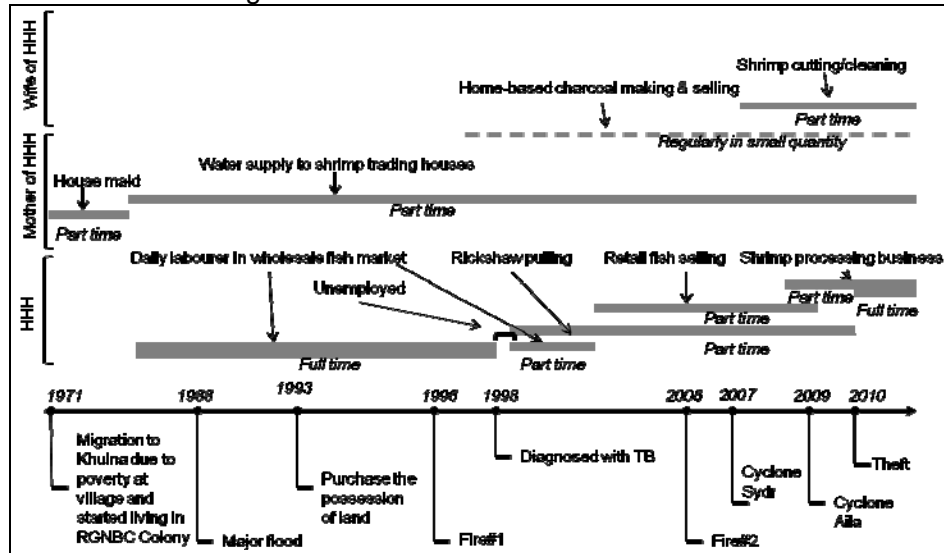 Wife of HHH
Shrimp cutting/cleaning
Home-based charcoal making & selling
Part time
Regularly in small quantity
Mother of HHH
Water supply to shrimp trading houses
House maid
Part time
Part time
HHH
Daily labourer in wholesale fish market
Rickshaw pulling
Retail fish selling
Shrimp processing business
Unemployed
Part time
Full time
Part time
Full time
Part time
Part time
1971
1988
1993
1996
1998
2006
2007
2009
2010
Migration to
Khulna due to
poverty at
village and
started living in
RGNBC Colony
Major flood
Purchase the
possession
of land
Fire#1
Diagnosed with TB
Fire#2
Cyclone
Sydr
Cyclone
Aila
Theft